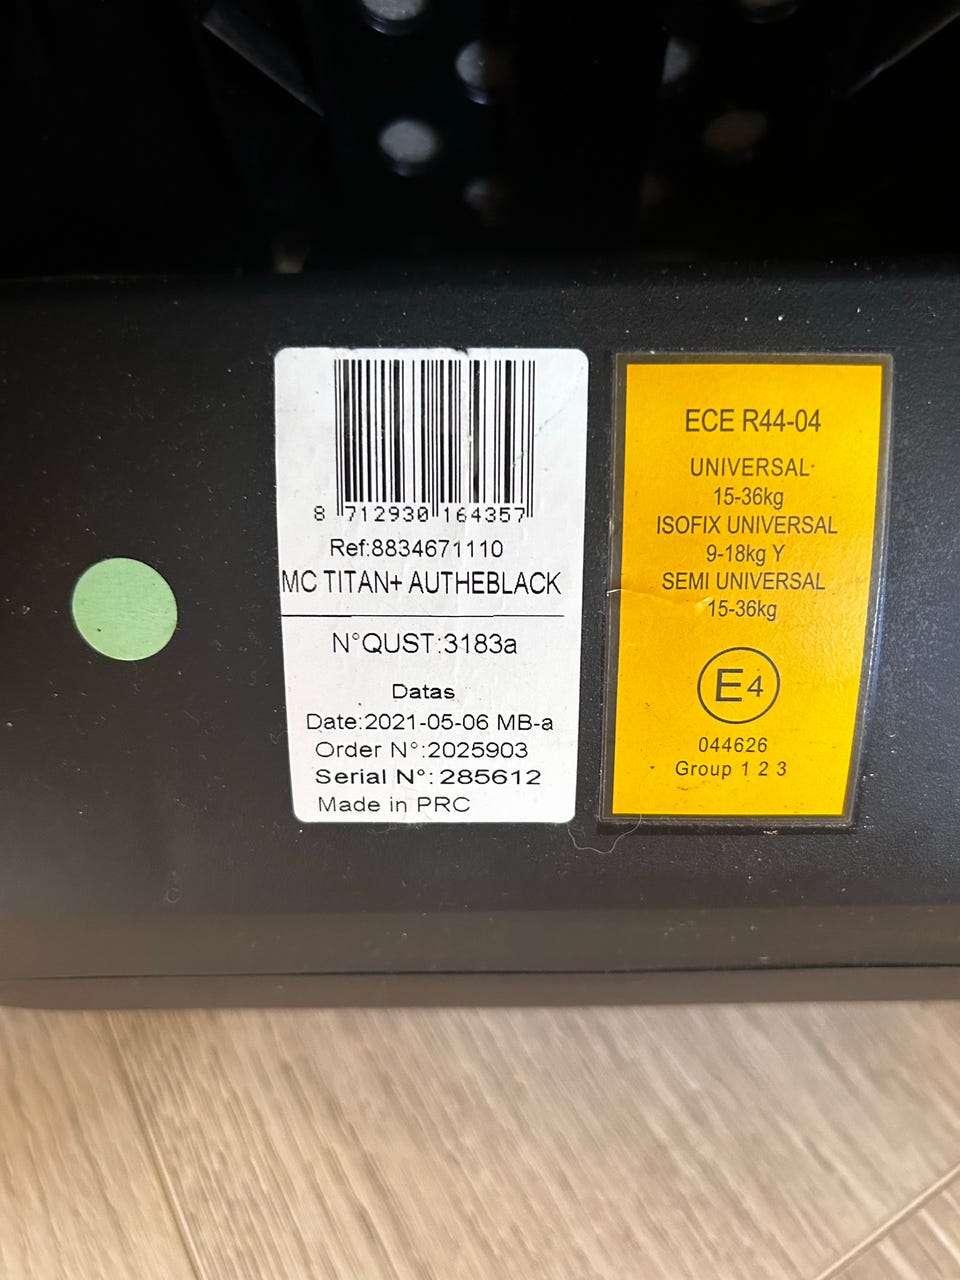 8 712930 164357
Ref:8834671110
MC TITAN+ AUTHEBLACK
N°QUST:3183a
Datas
Date:2021-05-06 MB-a
Order N°:2025903
Serial N°: 285612
Made in PRC
ECE R44-04
UNIVERSAL
15-36kg
ISOFIX UNIVERSAL
9-18kg Y
SEMI UNIVERSAL
15-36kg
E4
044626
Group 1 2 3